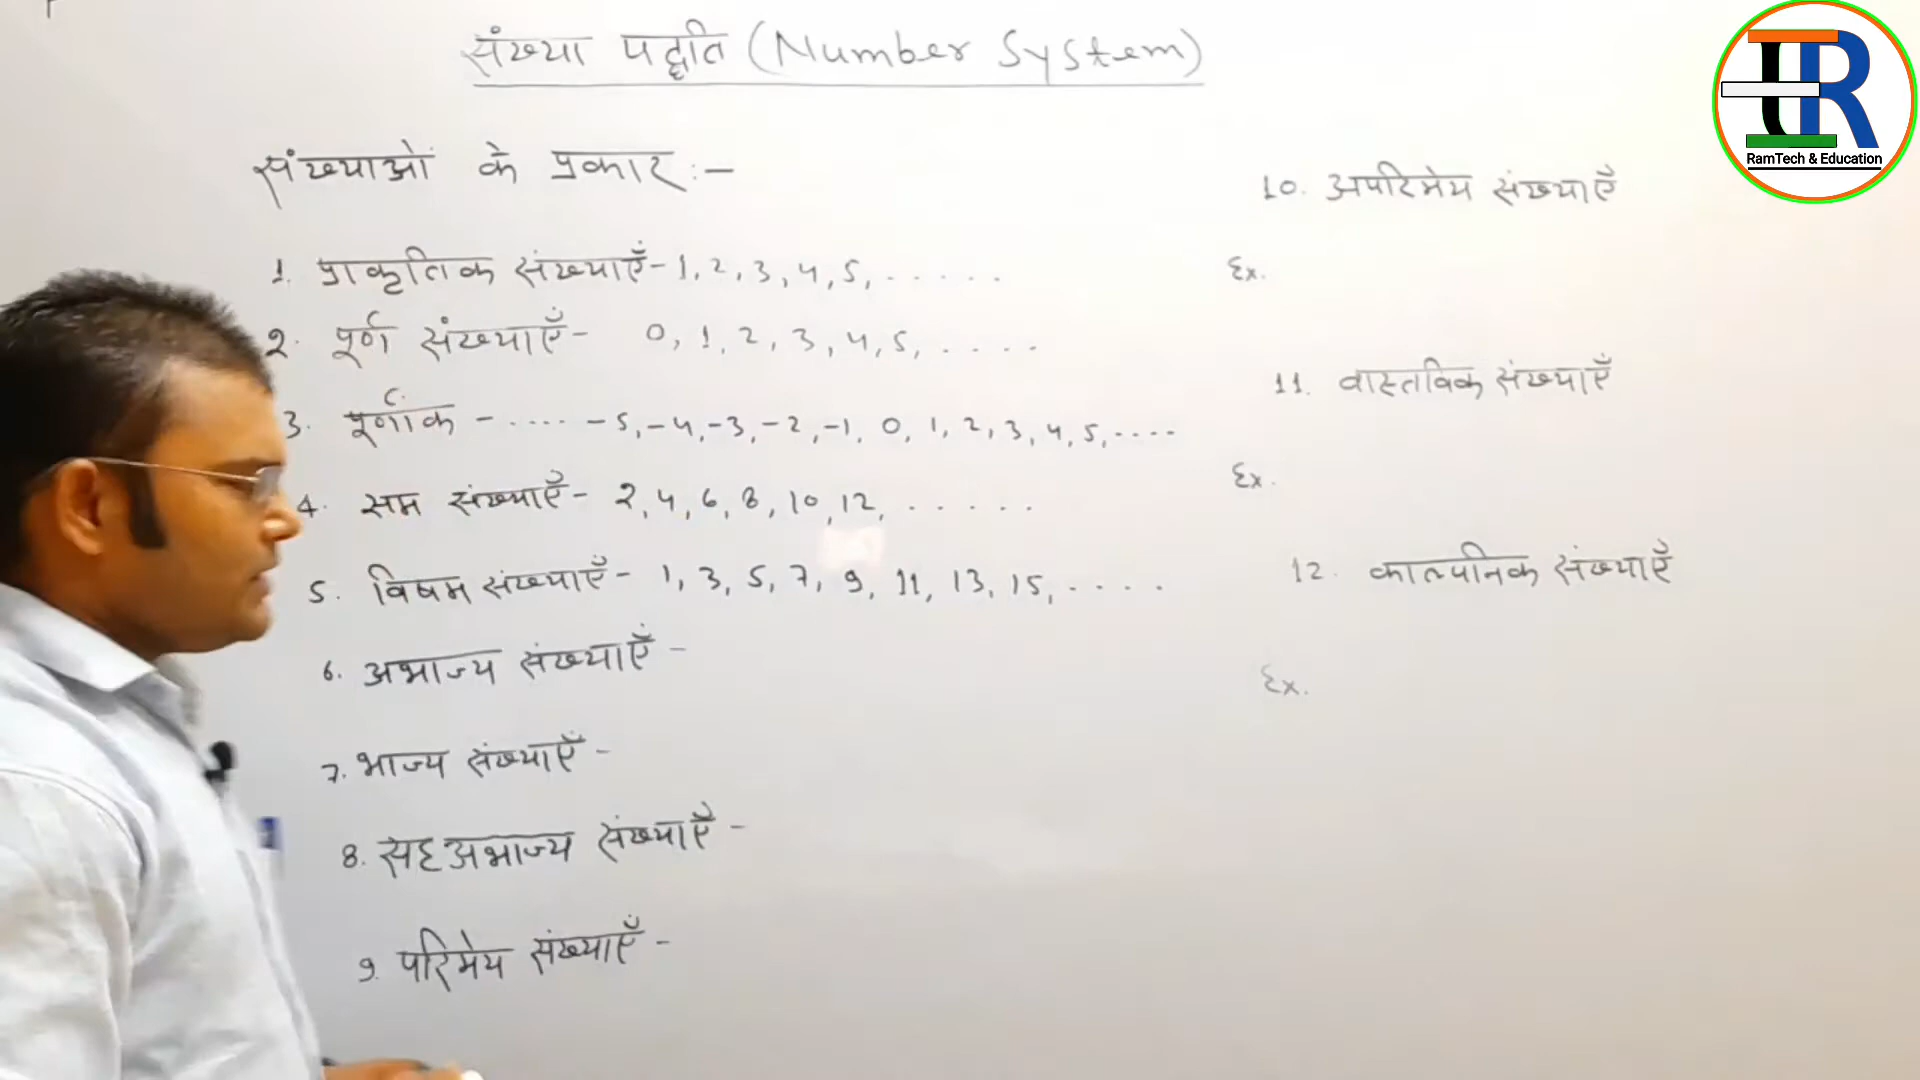 संख्या पद्धति (Number System)
संख्याओं के प्रकार :-
1. प्राकृतिक संख्याएँ - 1, 2, 3, 4, 5, . . . . .
2. पूर्ण संख्याएँ - 0, 1, 2, 3, 4, 5, . . . .
3. पूर्णांक - .... -5, -4, -3, -2, -1, 0, 1, 2, 3, 4, 5, ....
4. सम संख्याएँ - 2, 4, 6, 8, 10, 12, . . . . .
5. विषम संख्याएँ - 1, 3, 5, 7, 9, 11, 13, 15, . . . .
6. अभाज्य संख्याएँ -
7. भाज्य संख्याएँ -
8. सहअभाज्य संख्याएँ -
9. परिमेय संख्याएँ -
10. अपरिमेय संख्याएँ
Ex.
11. वास्तविक संख्याएँ
Ex.
12. काल्पनिक संख्याएँ
Ex.
TR
RamTech & Education